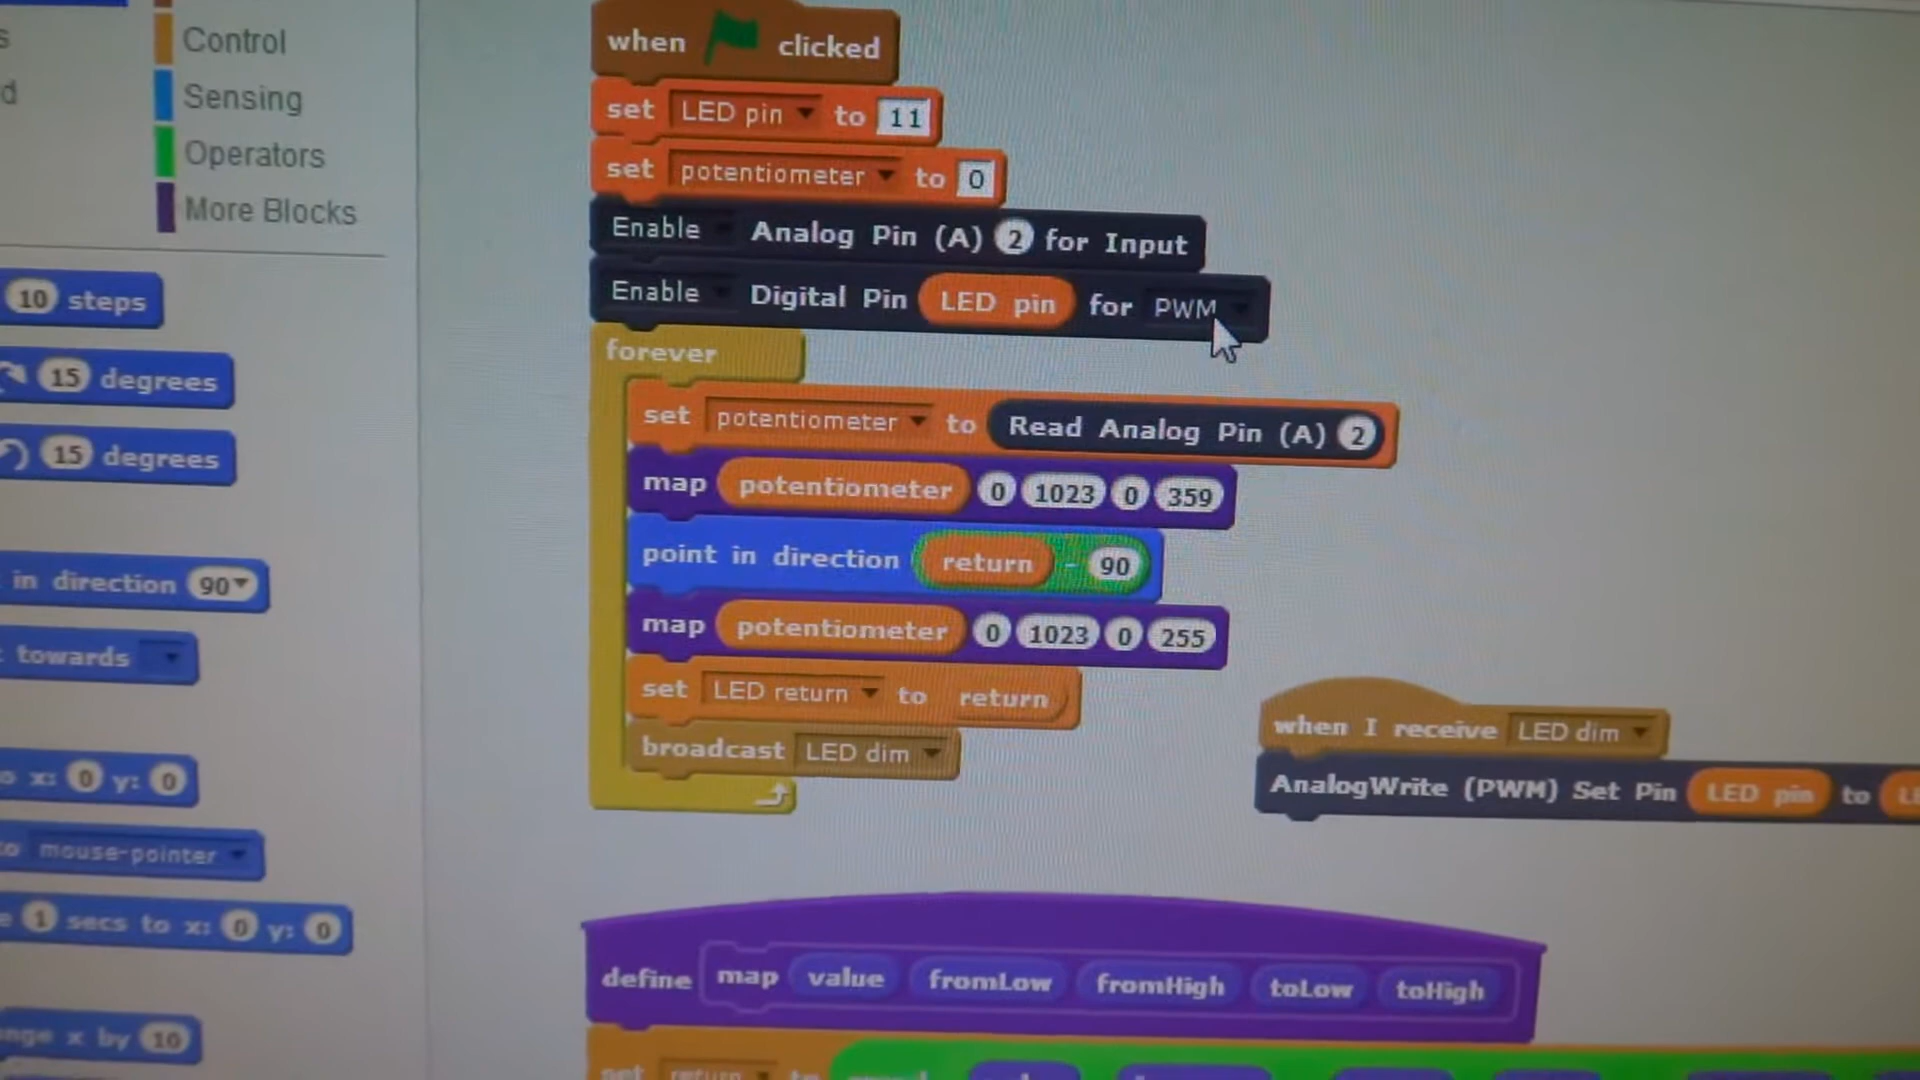 Control
Sensing
Operators
More Blocks
10 steps
15 degrees
15 degrees
in direction 90
towards
x: 0 y: 0
mouse-pointer
1 secs to x: 0 y: 0
x by 10
when clicked
set LED pin to 11
set potentiometer to 0
Enable Analog Pin (A) 2 for Input
Enable Digital Pin LED pin for PWM
forever
set potentiometer to Read Analog Pin (A) 2
map potentiometer 0 1023 0 359
point in direction return - 90
map potentiometer 0 1023 0 255
set LED return to return
broadcast LED dim
when I receive LED dim
AnalogWrite (PWM) Set Pin LED pin to
define map value fromLow fromHigh toLow toHigh
set return to